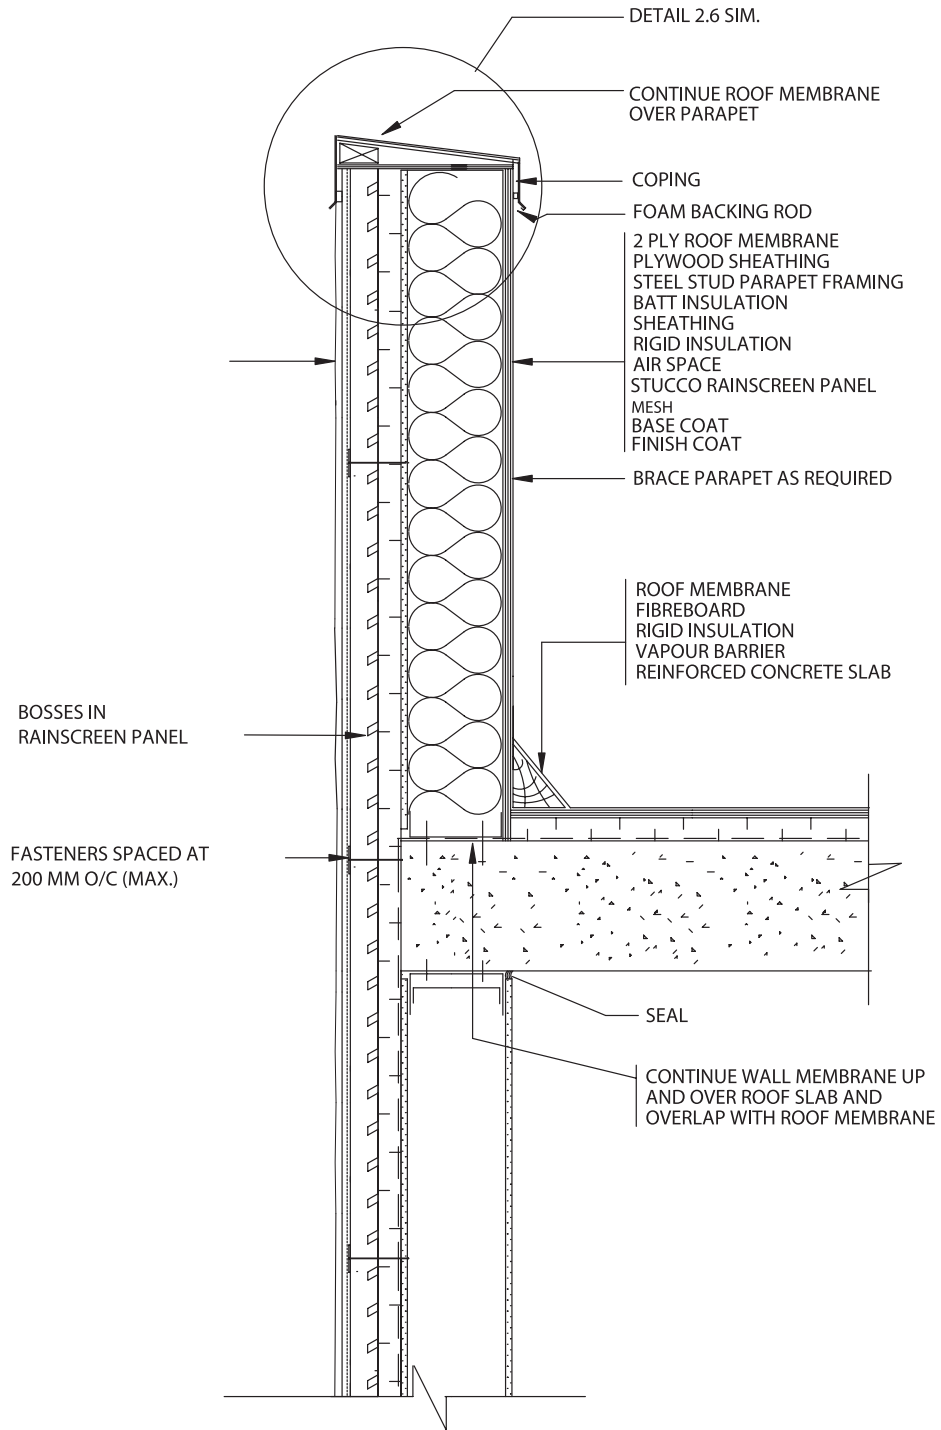 DETAIL 2.6 SIM.
CONTINUE ROOF MEMBRANE
OVER PARAPET
COPING
FOAM BACKING ROD
2 PLY ROOF MEMBRANE
PLYWOOD SHEATHING
STEEL STUD PARAPET FRAMING
BATT INSULATION
SHEATHING
RIGID INSULATION
AIR SPACE
STUCCO RAINSCREEN PANEL
MESH
BASE COAT
FINISH COAT
BRACE PARAPET AS REQUIRED
ROOF MEMBRANE
FIBREBOARD
RIGID INSULATION
VAPOUR BARRIER
REINFORCED CONCRETE SLAB
BOSSES IN
RAINSCREEN PANEL
FASTENERS SPACED AT
200 MM O/C (MAX.)
SEAL
CONTINUE WALL MEMBRANE UP
AND OVER ROOF SLAB AND
OVERLAP WITH ROOF MEMBRANE